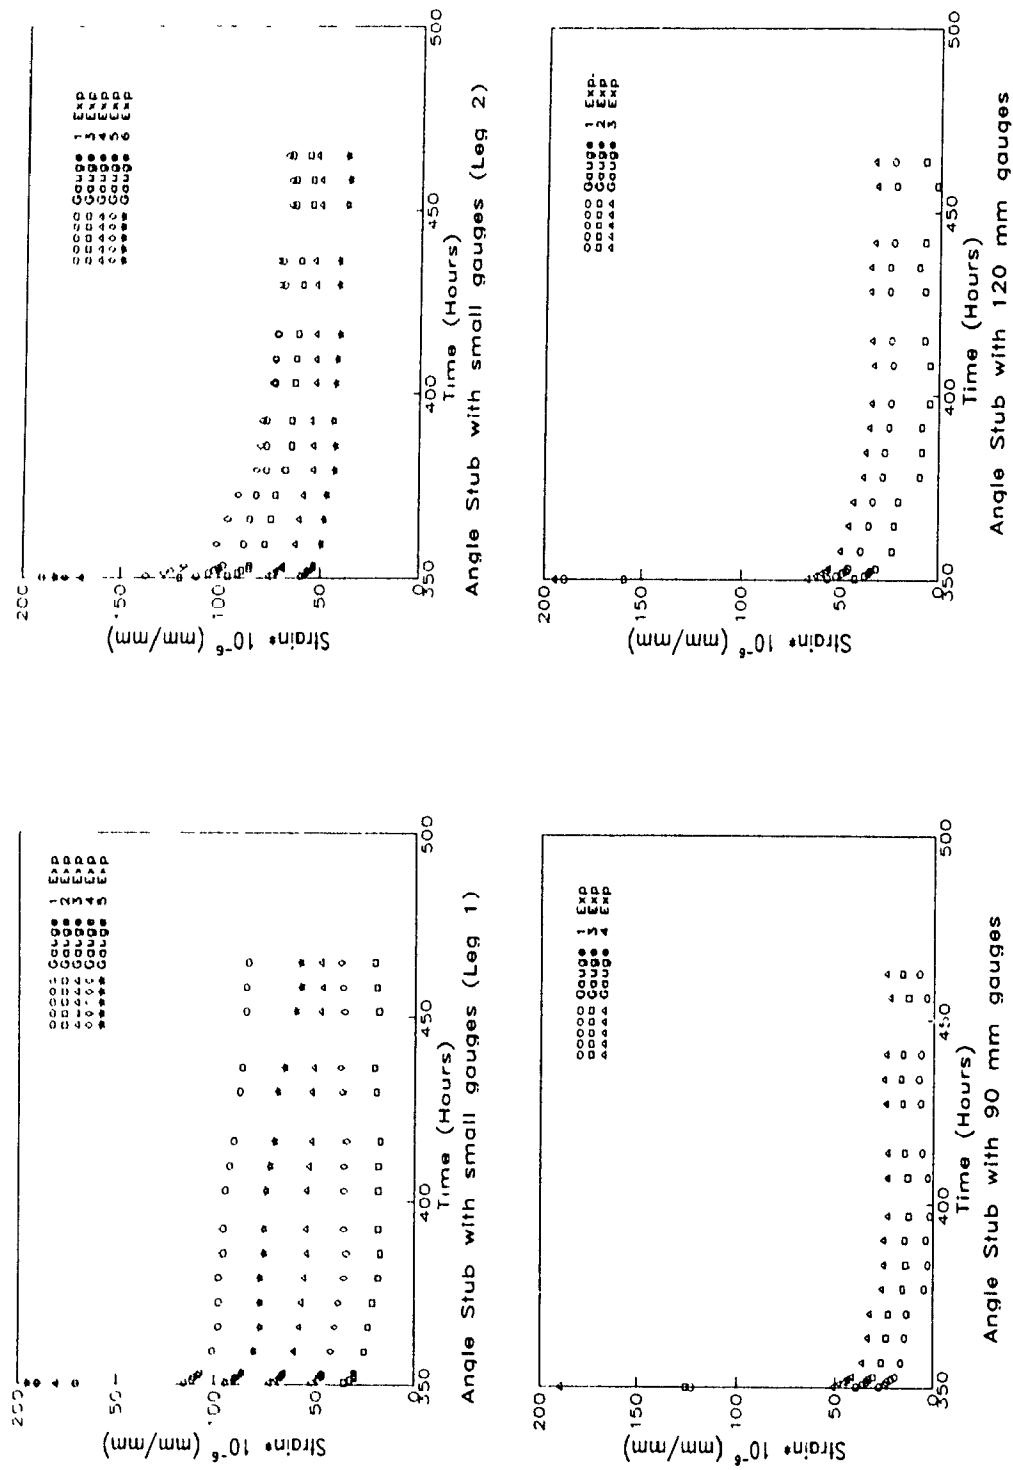 200
150
100
50
0
350
400
450
500
Strain* 10⁻⁶ (mm/mm)
Time (Hours)
Gauge 1 Exp
Gauge 2 Exp
Gauge 3 Exp
Gauge 4 Exp
Gauge 5 Exp
Angle Stub with small gauges (Leg 1)
200
150
100
50
0
350
400
450
500
Strain* 10⁻⁶ (mm/mm)
Time (Hours)
Gauge 1 Exp
Gauge 3 Exp
Gauge 4 Exp
Gauge 5 Exp
Gauge 6 Exp
Angle Stub with small gauges (Leg 2)
200
150
100
50
0
350
400
450
500
Strain* 10⁻⁶ (mm/mm)
Time (Hours)
Gauge 1 Exp
Gauge 3 Exp
Gauge 4 Exp
Angle Stub with 90 mm gauges
200
150
100
50
0
350
400
450
500
Strain* 10⁻⁶ (mm/mm)
Time (Hours)
Gauge 1 Exp
Gauge 2 Exp
Gauge 3 Exp
Angle Stub with 120 mm gauges